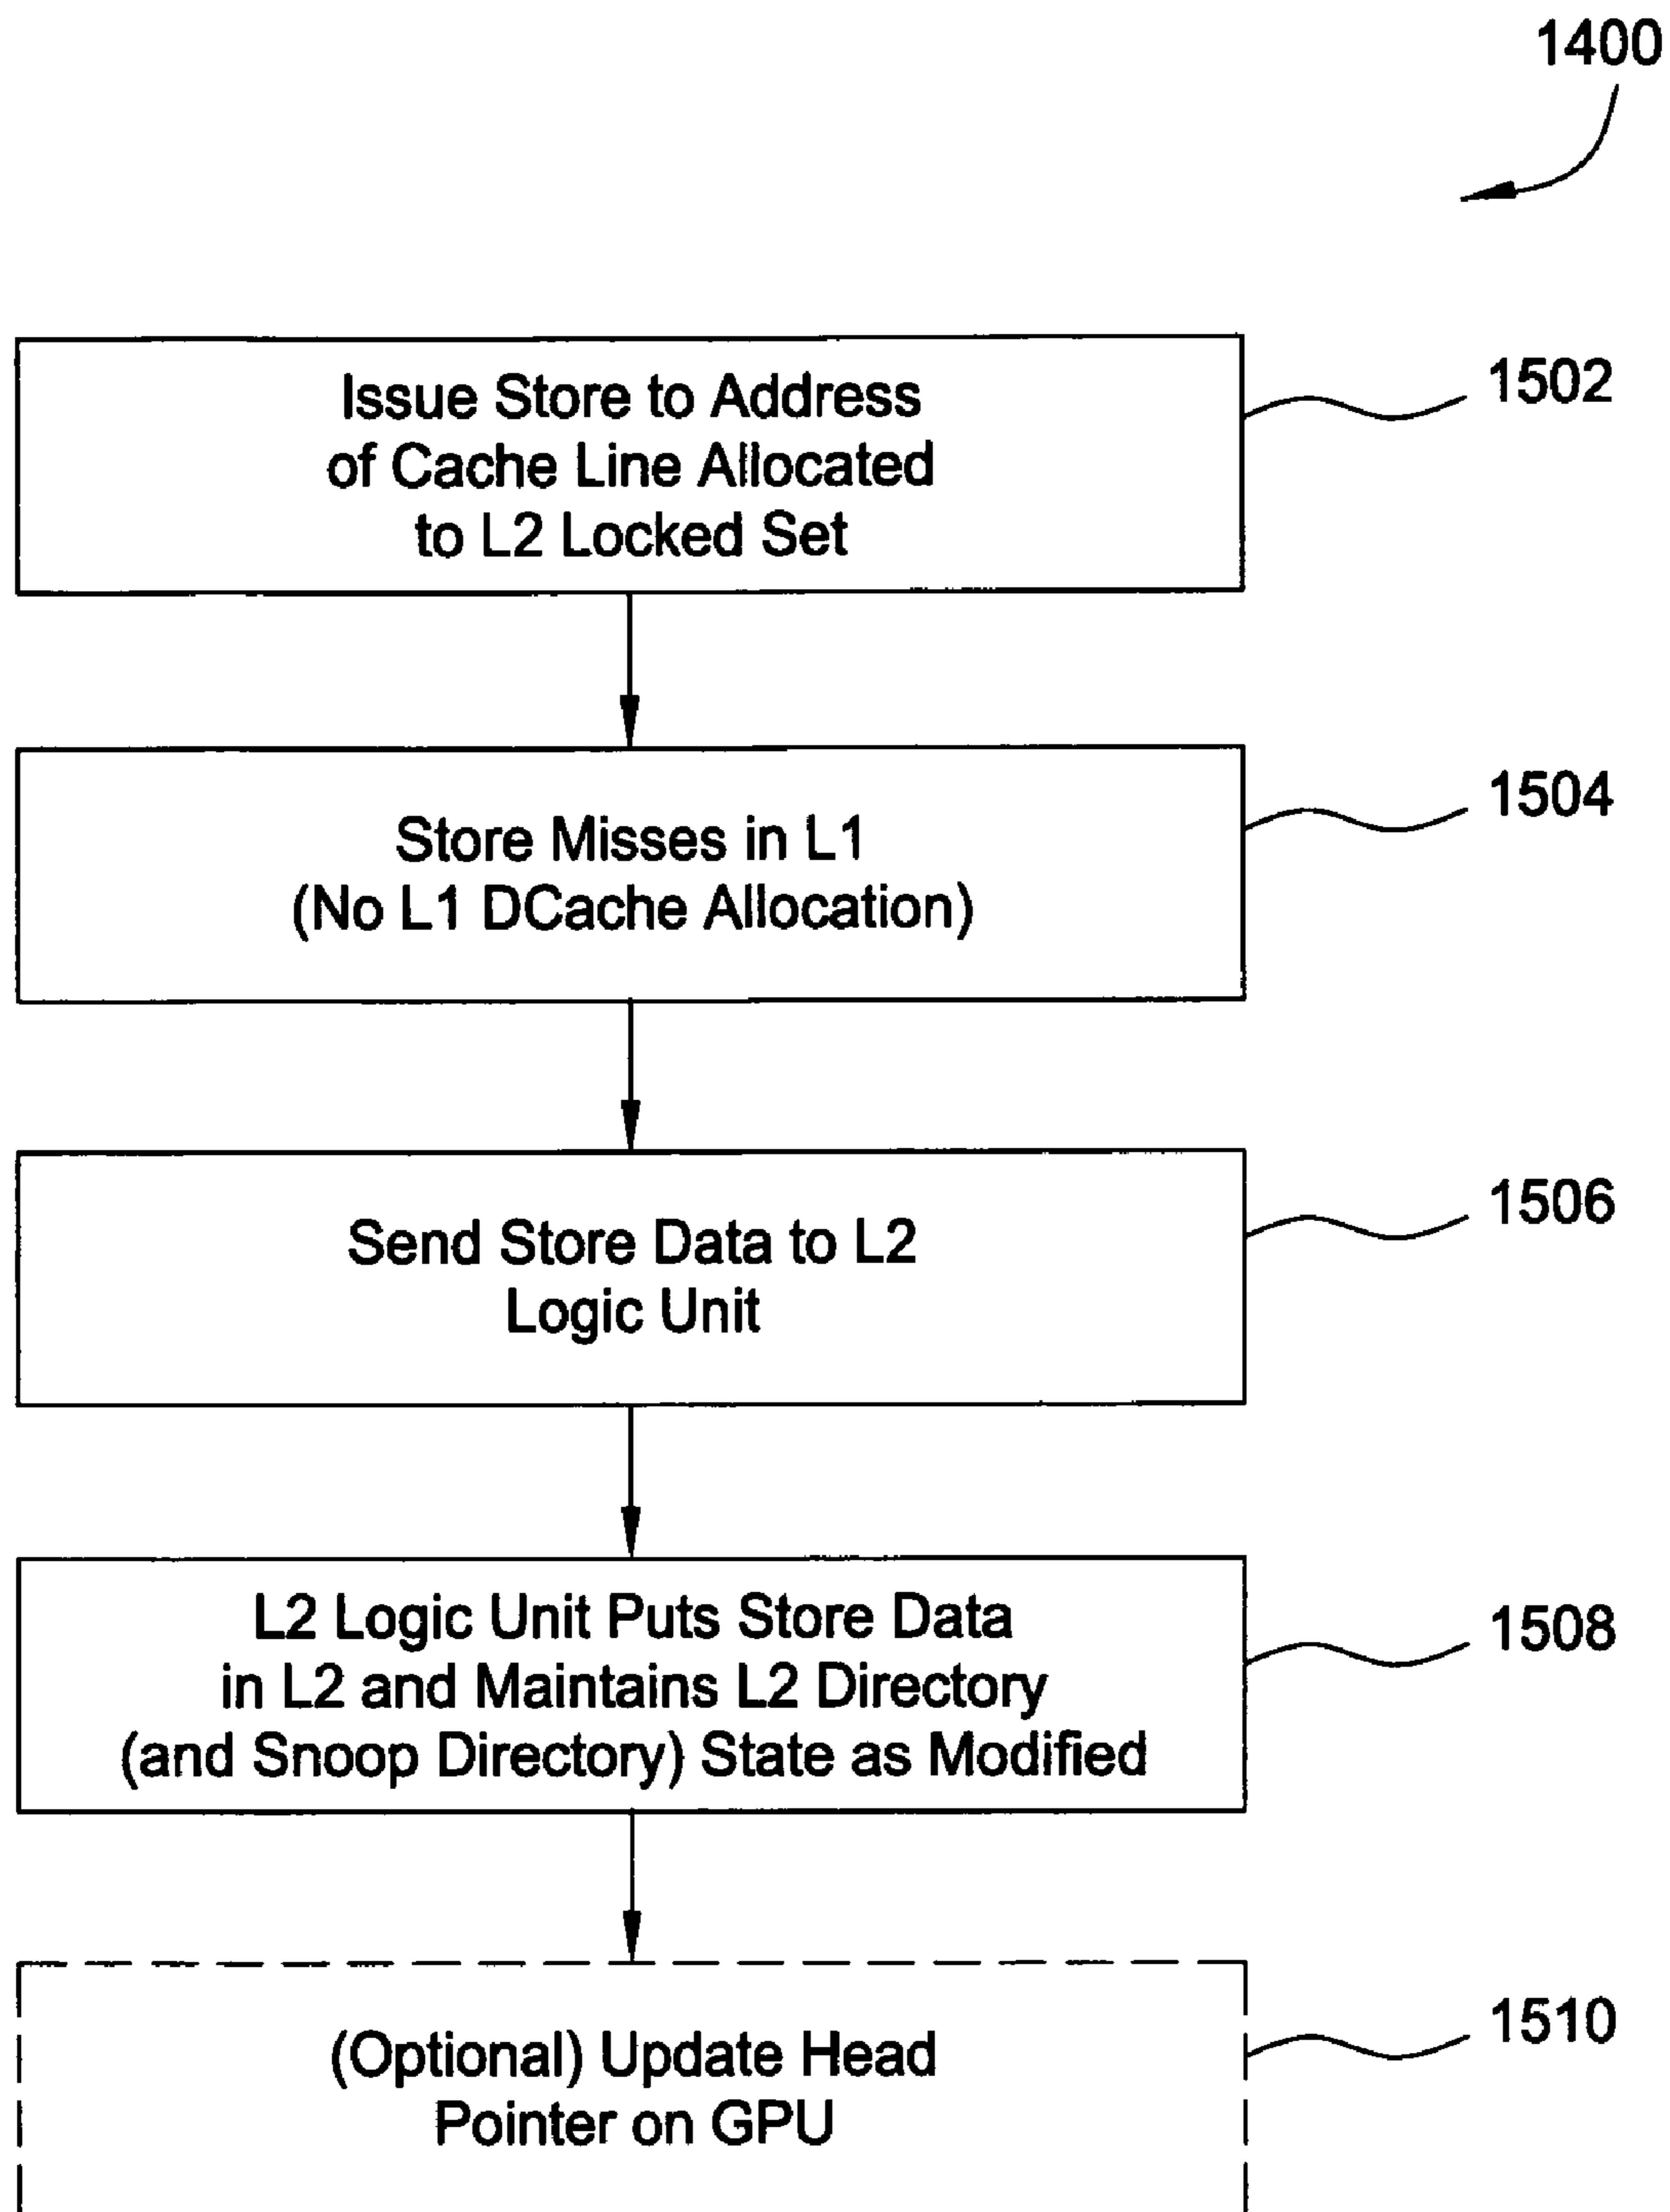 1400
Issue Store to Address
of Cache Line Allocated
to L2 Locked Set
1502
Store Misses in L1
(No L1 DCache Allocation)
1504
Send Store Data to L2
Logic Unit
1506
L2 Logic Unit Puts Store Data
in L2 and Maintains L2 Directory
(and Snoop Directory) State as Modified
1508
(Optional) Update Head
Pointer on GPU
1510